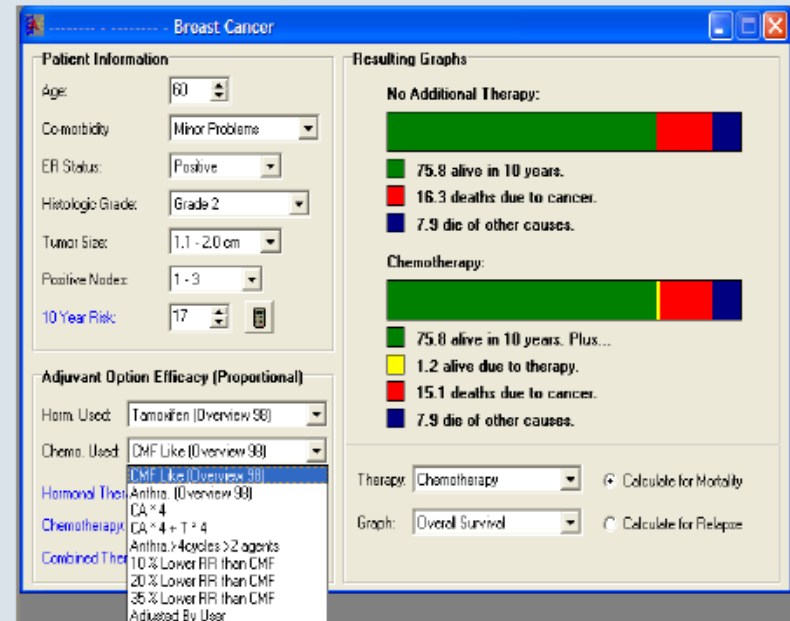 -------- - -------- - Breast Cancer
Patient Information
Age: 60
Co-morbidity Minor Problems
ER Status: Positive
Histologic Grade: Grade 2
Tumor Size: 1.1 - 2.0 cm
Positive Nodes: 1 - 3
10 Year Risk: 17
Adjuvant Option Efficacy (Proportional)
Horm. Used: Tamoxifen (Overview 98)
Chemo. Used: CMF Like (Overview 98)
CMF Like (Overview 98)
Hormonal Ther Anthra. (Overview 98)
CA * 4
Chemotherapy: CA * 4 + T * 4
Anthra.>4cycles >2 agents
Combined Ther 10 % Lower RR than CMF
20 % Lower RR than CMF
35 % Lower RR than CMF
Adjusted By User
Resulting Graphs
No Additional Therapy:
75.8 alive in 10 years.
16.3 deaths due to cancer.
7.9 die of other causes.
Chemotherapy:
75.8 alive in 10 years. Plus...
1.2 alive due to therapy.
15.1 deaths due to cancer.
7.9 die of other causes.
Therapy: Chemotherapy Calculate for Mortality
Graph: Overall Survival Calculate for Relapse